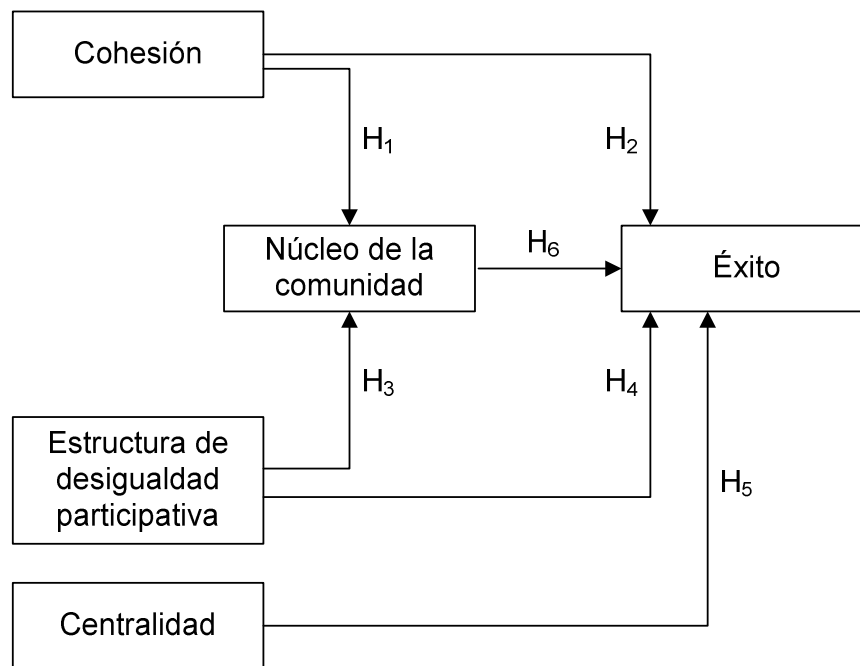 Cohesión
H₁
H₂
Núcleo de la
comunidad
H₆
Éxito
H₃
H₄
Estructura de
desigualdad
participativa
H₅
Centralidad